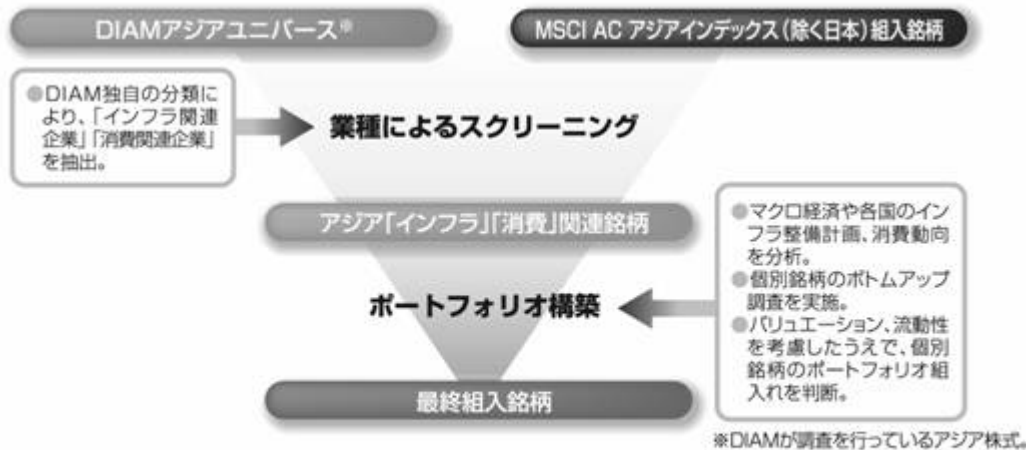 DIAMアジアユニバース※
MSCI AC アジアインデックス(除く日本)組入銘柄
●DIAM独自の分類に
より、「インフラ関連
企業」「消費関連企業」
を抽出。
業種によるスクリーニング
アジア「インフラ」「消費」関連銘柄
●マクロ経済や各国のイン
フラ整備計画、消費動向
を分析。
●個別銘柄のボトムアップ
調査を実施。
●バリュエーション、流動性
を考慮したうえで、個別
銘柄のポートフォリオ組
入れを判断。
ポートフォリオ構築
最終組入銘柄
※DIAMが調査を行っているアジア株式。